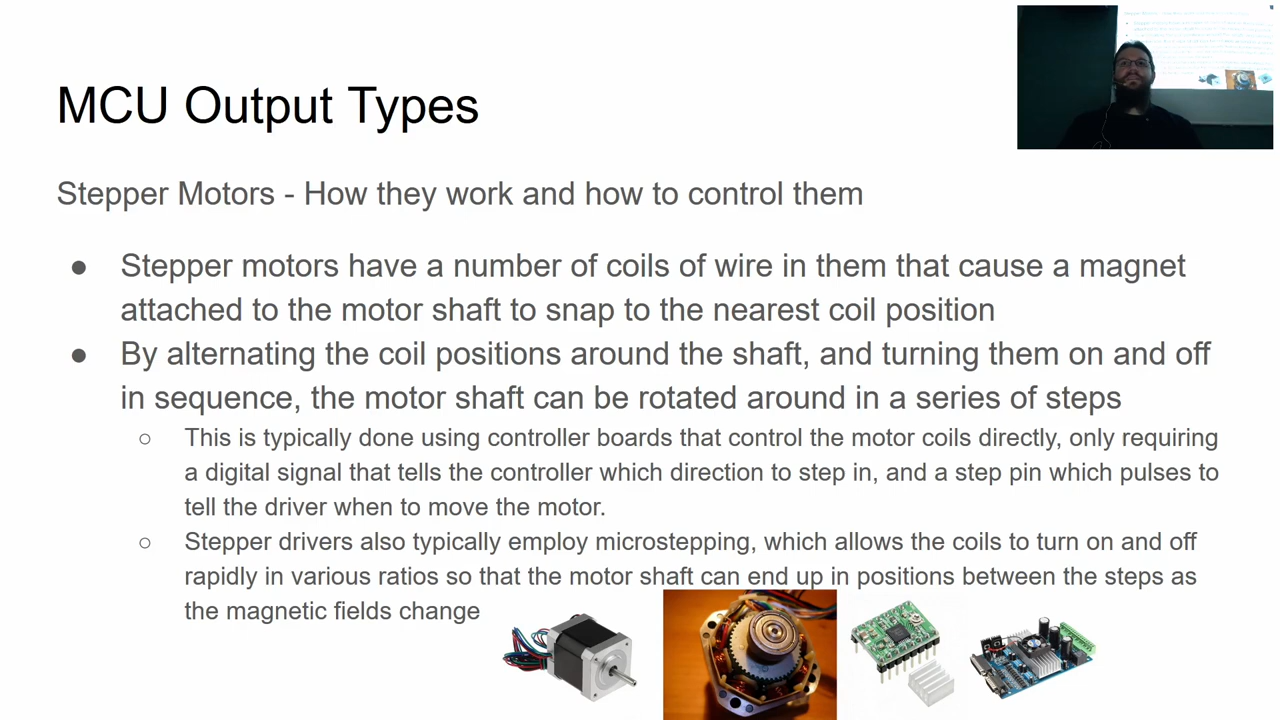 MCU Output Types
Stepper Motors - How they work and how to control them
● Stepper motors have a number of coils of wire in them that cause a magnet
attached to the motor shaft to snap to the nearest coil position
● By alternating the coil positions around the shaft, and turning them on and off
in sequence, the motor shaft can be rotated around in a series of steps
○ This is typically done using controller boards that control the motor coils directly, only requiring
a digital signal that tells the controller which direction to step in, and a step pin which pulses to
tell the driver when to move the motor.
○ Stepper drivers also typically employ microstepping, which allows the coils to turn on and off
rapidly in various ratios so that the motor shaft can end up in positions between the steps as
the magnetic fields change